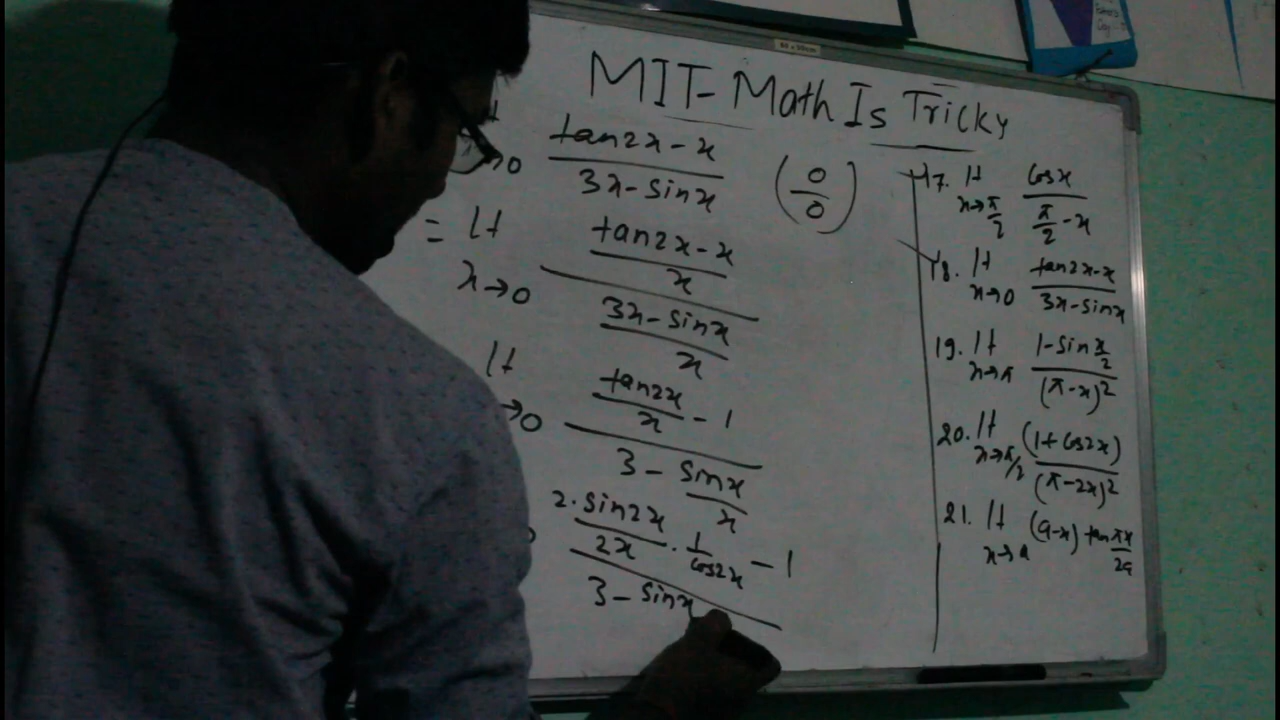 MIT- Math Is Tricky
tan2x - x
→0 3x - sinx (0/0)
= lt tan2x - x
x→0 x
3x - sinx
x
lt tan2x - 1
→0 x
3 - sinx
x
2. sin2x . 1 - 1
2x cos2x
3 - sinx
17. lt cosx
x→π/2 π/2 - x
18. lt tan2x-x
x→0 3x-sinx
19. lt 1-sin x/2
x→π (π-x)²
20. lt (1+cos2x)
x→π/2 (π-2x)²
21. lt (a-x) tan πx/2a
x→a